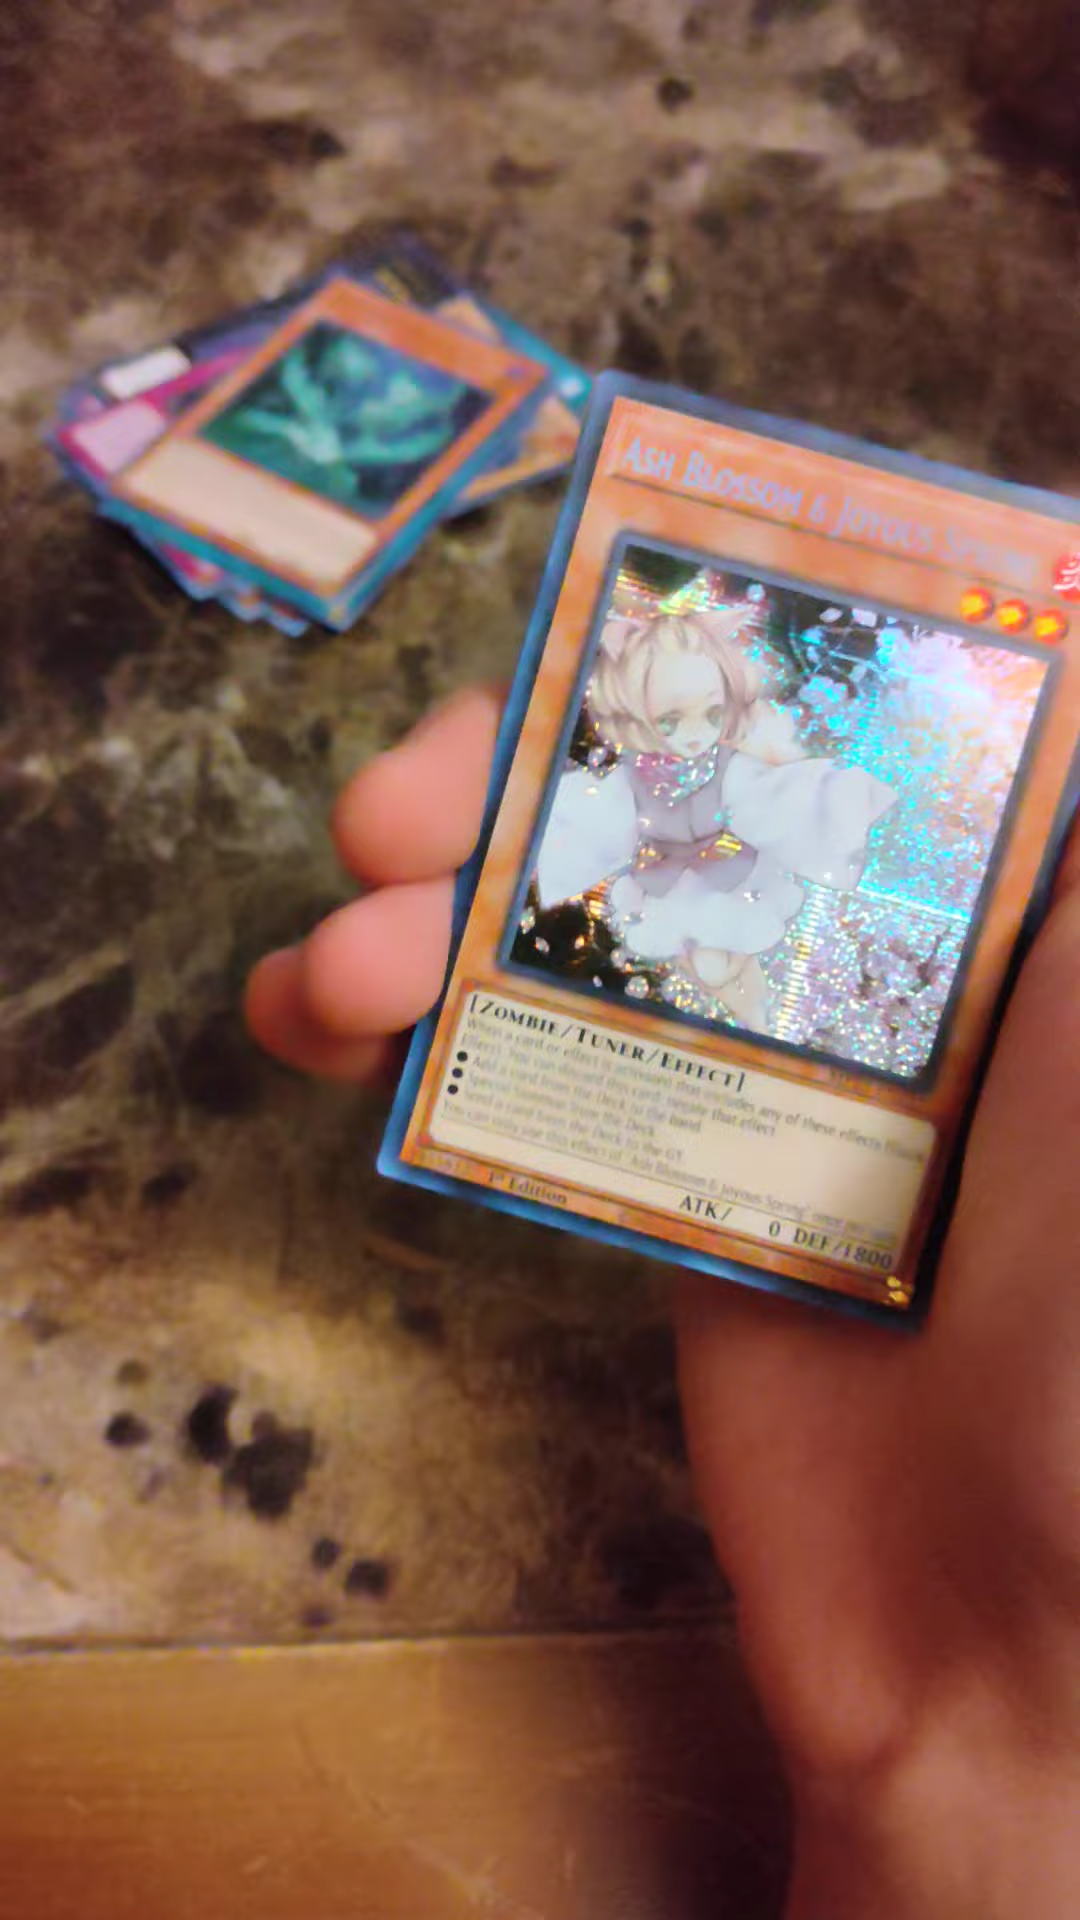 Ash Blossom & Joyous Spring
[Zombie/Tuner/Effect]
When a card or effect is activated that includes any of these effects
Effect): You can discard this card; negate that effect.
● Add a card from the Deck to the hand.
● Special Summon from the Deck.
● Send a card from the Deck to the GY.
You can only use this effect of "Ash Blossom & Joyous Spring" once per turn.
1st Edition
ATK/ 0 DEF/1800